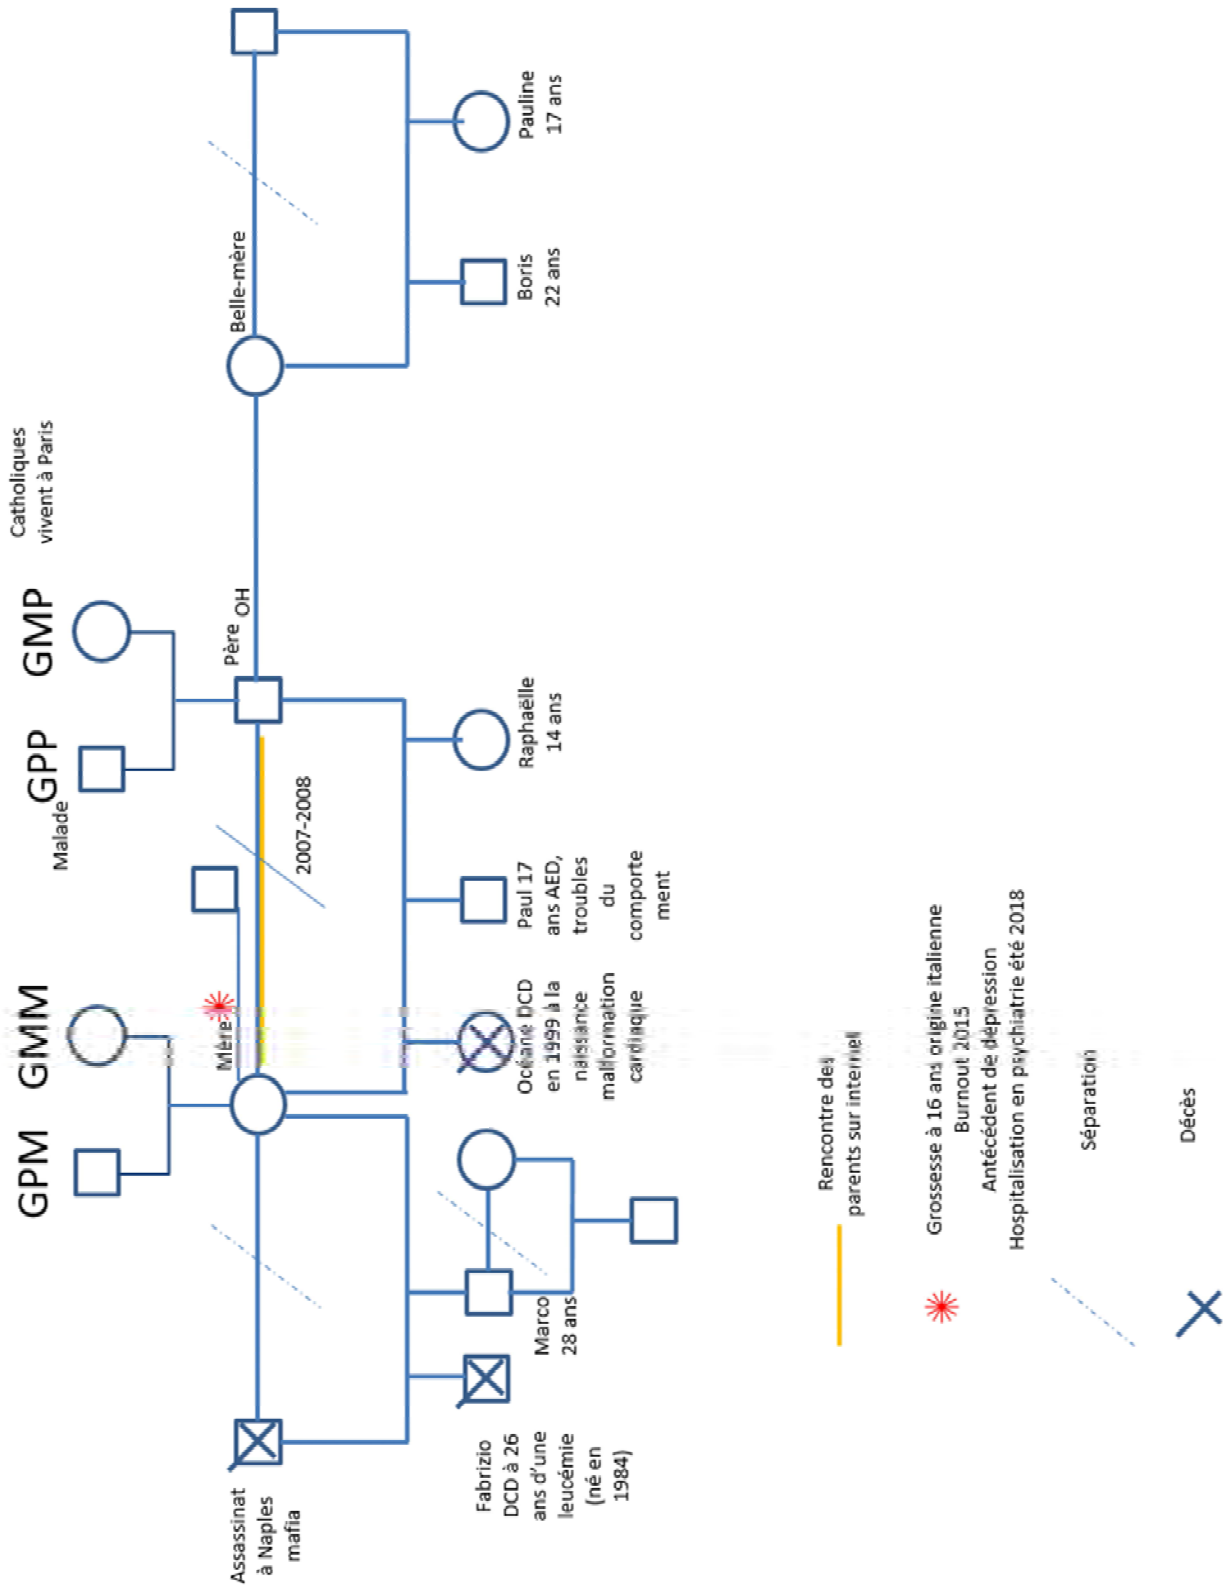 GPM
GMM
GPP
Malade
GMP
Catholiques
vivent à Paris
Assassinat
à Naples
mafia
Mère
Père
OH
Belle-mère
2007-2008
Fabrizio
DCD à 26
ans d'une
leucémie
(né en
1984)
Marco
28 ans
Océane DCD
en 1999 à la
naissance
malformation
cardiaque
Paul 17
ans AED,
troubles
du
comporte
ment
Raphaëlle
14 ans
Boris
22 ans
Pauline
17 ans
Rencontre des
parents sur internet
Grossesse à 16 ans origine italienne
Burnout 2015
Antécédent de dépression
Hospitalisation en psychiatrie été 2018
Séparation
Décès